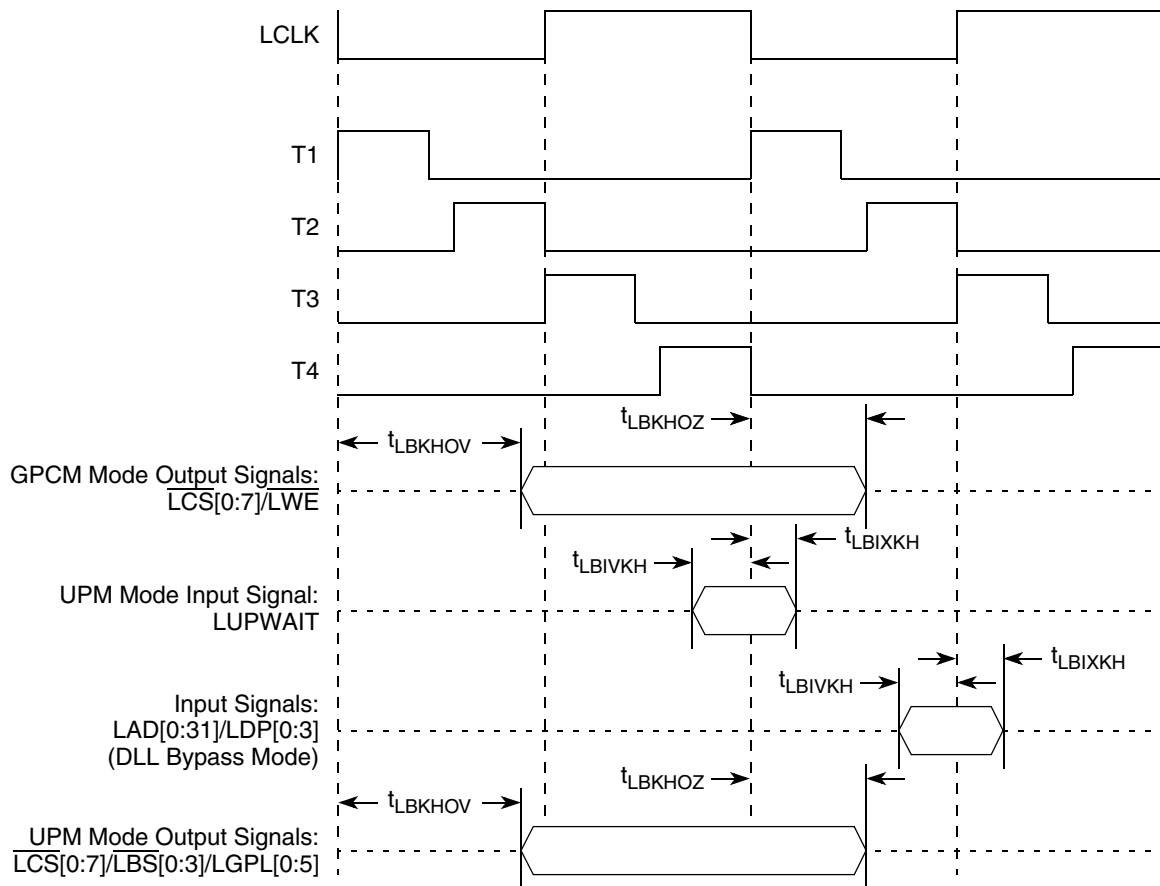 LCLK
T1
T2
T3
T4
tLBKHOZ
tLBKHOV
GPCM Mode Output Signals:
LCS[0:7]/LWE
tLBIXKH
tLBIVKH
UPM Mode Input Signal:
LUPWAIT
tLBIXKH
tLBIVKH
Input Signals:
LAD[0:31]/LDP[0:3]
(DLL Bypass Mode)
tLBKHOZ
tLBKHOV
UPM Mode Output Signals:
LCS[0:7]/LBS[0:3]/LGPL[0:5]